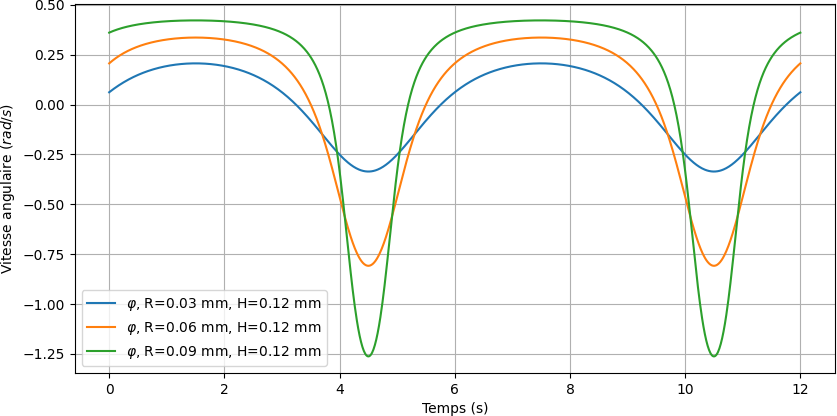 0.50
0.25
0.00
−0.25
−0.50
−0.75
−1.00
−1.25
Vitesse angulaire (rad/s)
φ, R=0.03 mm, H=0.12 mm
φ, R=0.06 mm, H=0.12 mm
φ, R=0.09 mm, H=0.12 mm
0 2 4 6 8 10 12
Temps (s)